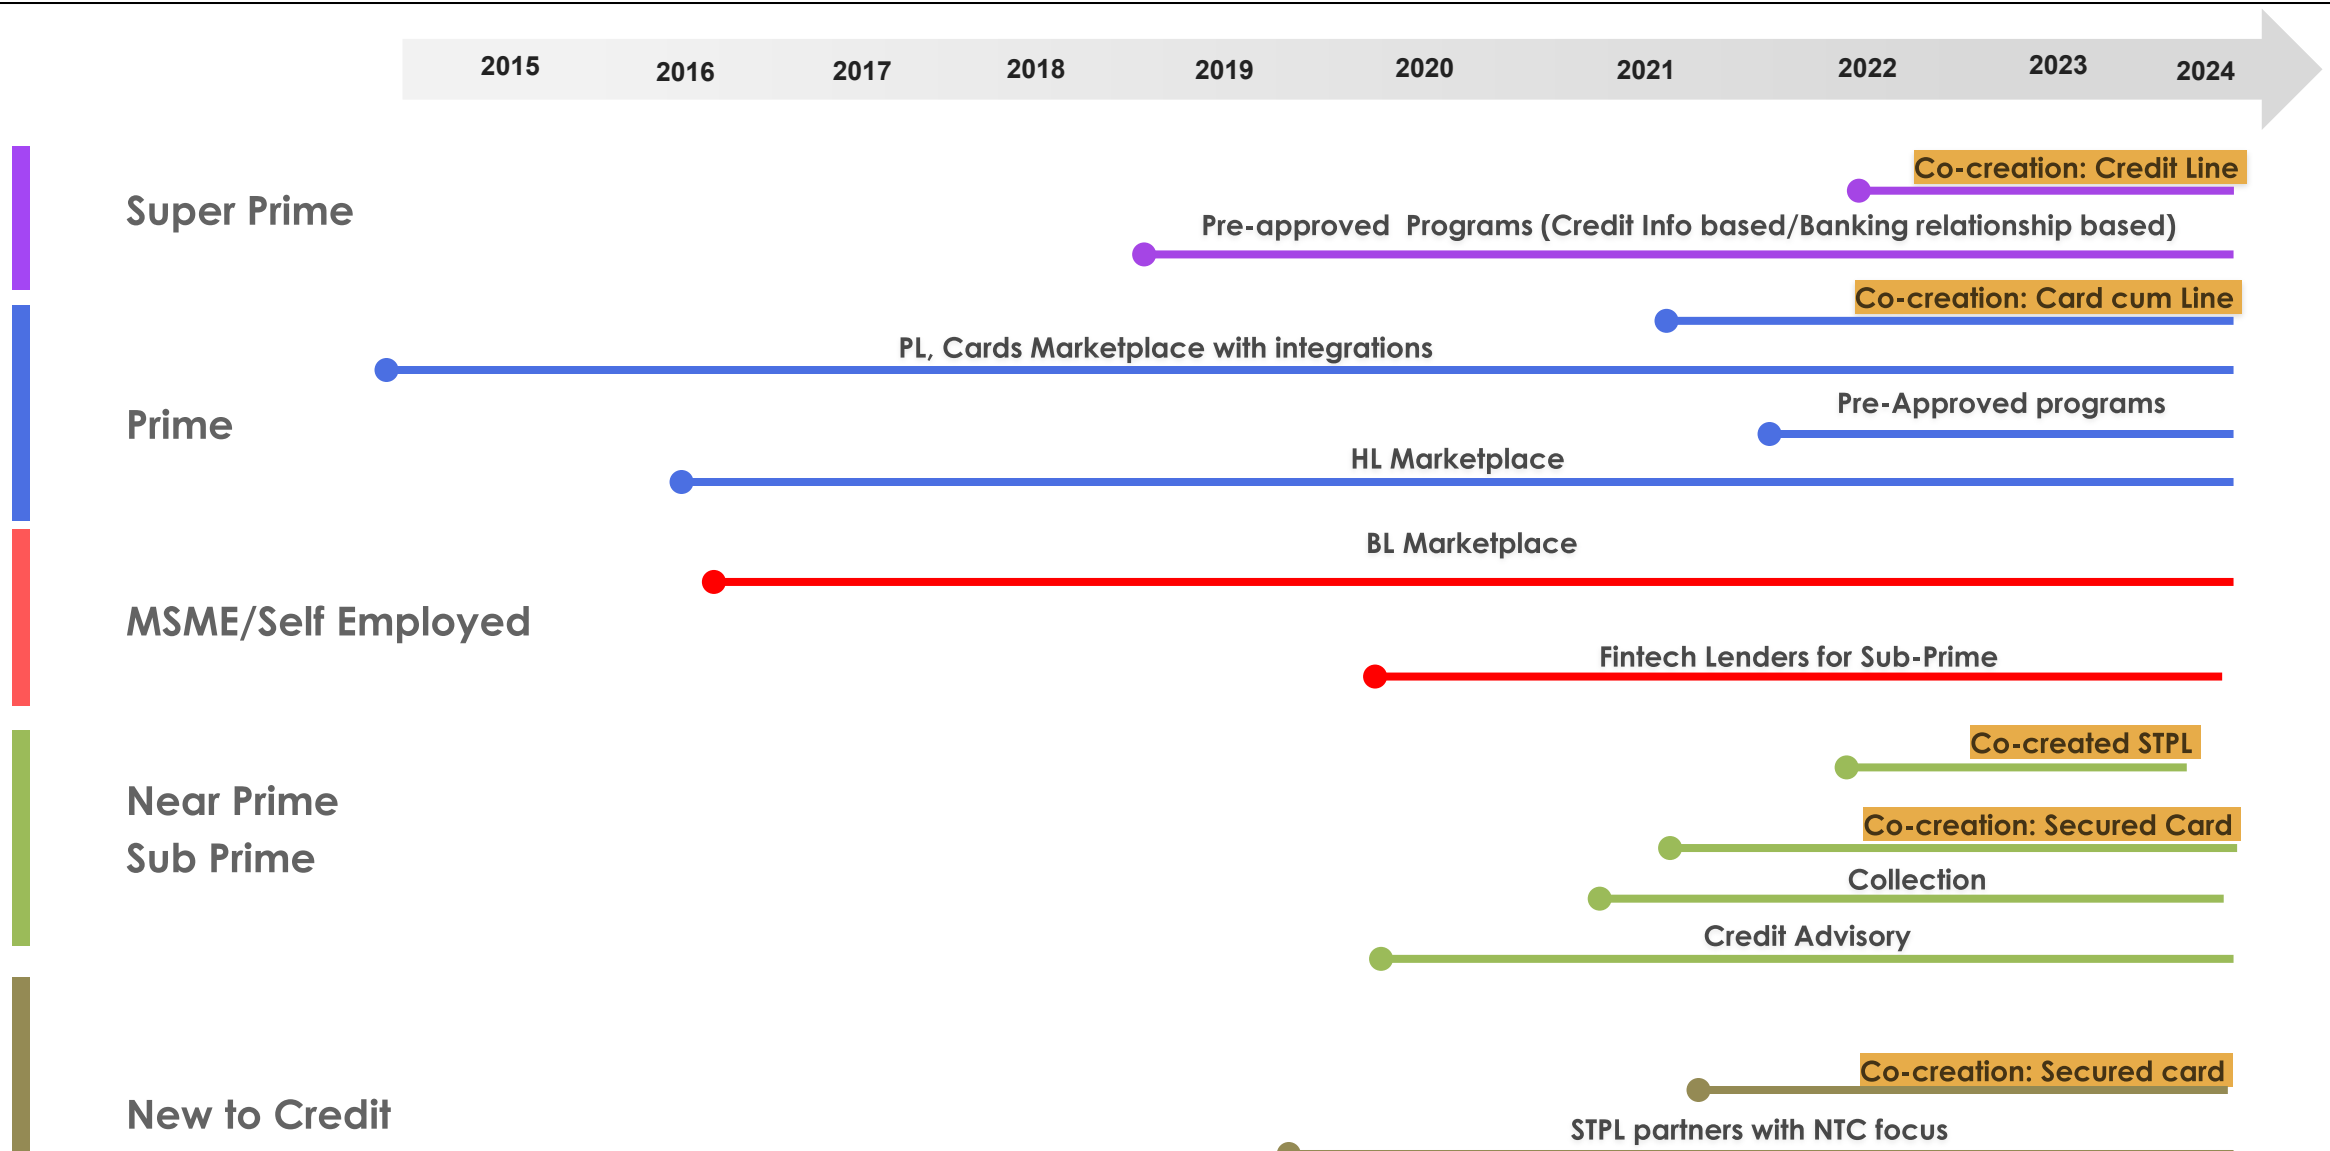 2015 2016 2017 2018 2019 2020 2021 2022 2023 2024
Co-creation: Credit Line
Super Prime
Pre-approved Programs (Credit Info based/Banking relationship based)
Co-creation: Card cum Line
PL, Cards Marketplace with integrations
Pre-Approved programs
Prime
HL Marketplace
BL Marketplace
MSME/Self Employed
Fintech Lenders for Sub-Prime
Co-created STPL
Near Prime
Co-creation: Secured Card
Sub Prime
Collection
Credit Advisory
Co-creation: Secured card
New to Credit
STPL partners with NTC focus